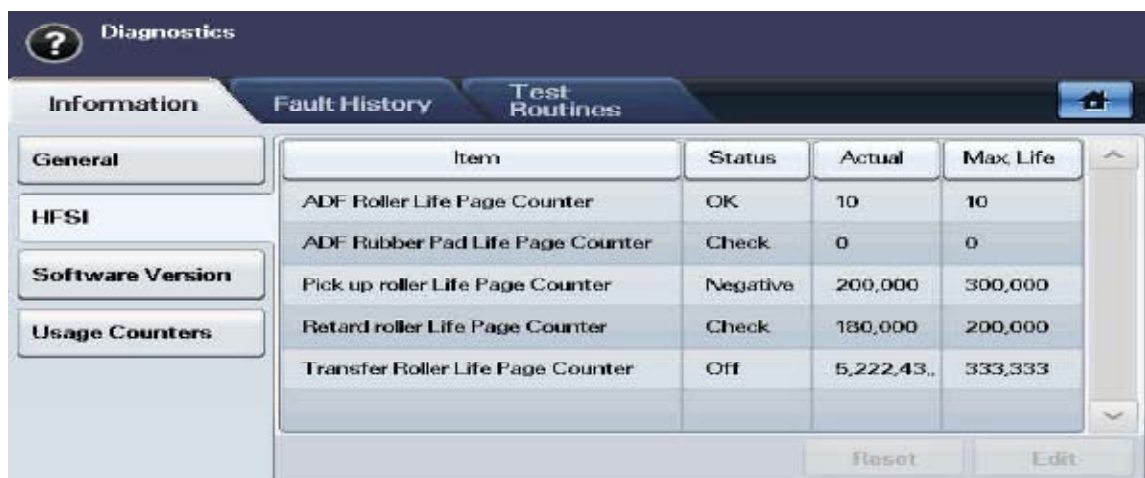 Diagnostics
Information
Fault History
Test
Routines
General
HFSI
Software Version
Usage Counters
Item Status Actual Max. Life
ADF Roller Life Page Counter OK 10 10
ADF Rubber Pad Life Page Counter Check 0 0
Pick up roller Life Page Counter Negative 200,000 300,000
Retard roller Life Page Counter Check 180,000 200,000
Transfer Roller Life Page Counter Off 5,222,43.. 333,333
Reset Edit